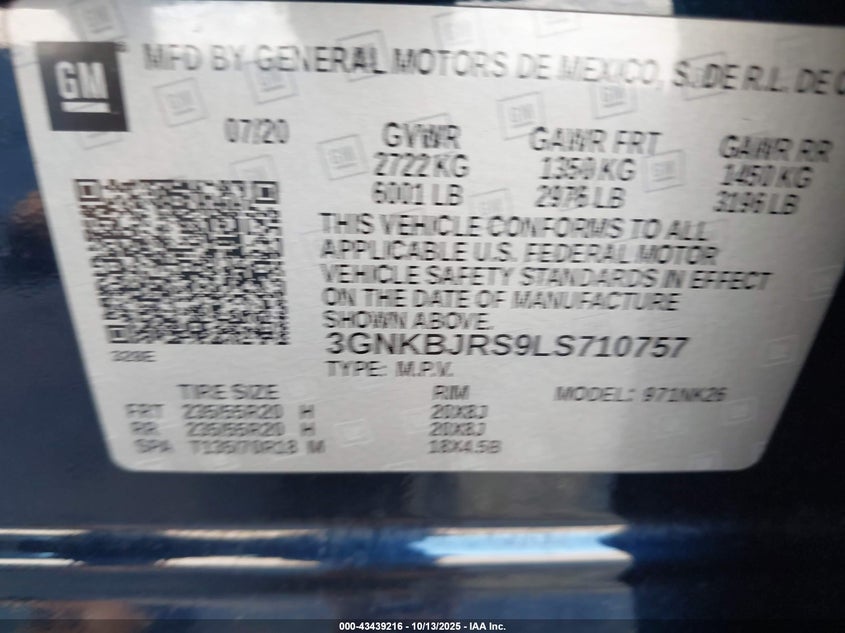 GM
MFD BY GENERAL MOTORS DE MEXICO, S. DE R.L. DE C
07/20
GVWR GAWR FRT GAWR RR
2722 KG 1350 KG 1450 KG
6001 LB 2976 LB 3196 LB
THIS VEHICLE CONFORMS TO ALL
APPLICABLE U.S. FEDERAL MOTOR
VEHICLE SAFETY STANDARDS IN EFFECT
ON THE DATE OF MANUFACTURE
SHOWN ABOVE.
3GNKBJRS9LS710757
TYPE: M.P.V.
TIRE SIZE RIM MODEL: 971NK26
FRT 235/55R20 H 20X8J
RR 235/55R20 H 20X8J
SPA T135/70R18 M 18X4.5B
000-43439216 - 10/13/2025 - IAA Inc.